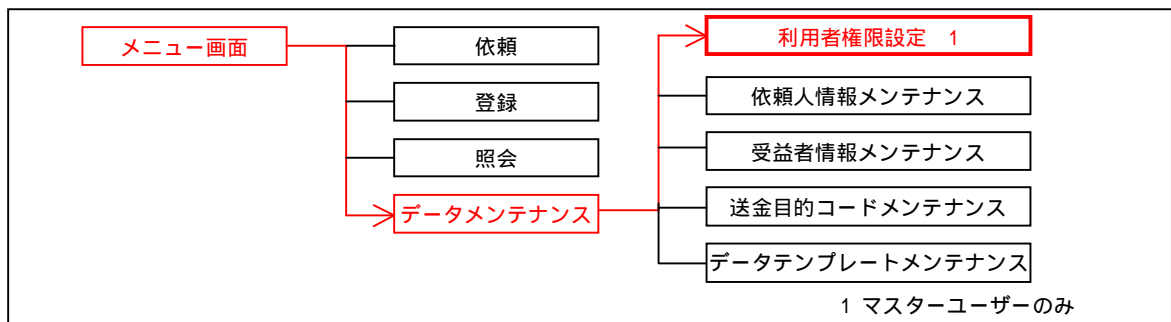 メニュー画面
依頼
登録
照会
データメンテナンス
利用者権限設定 1
依頼人情報メンテナンス
受益者情報メンテナンス
送金目的コードメンテナンス
データテンプレートメンテナンス
1 マスターユーザーのみ